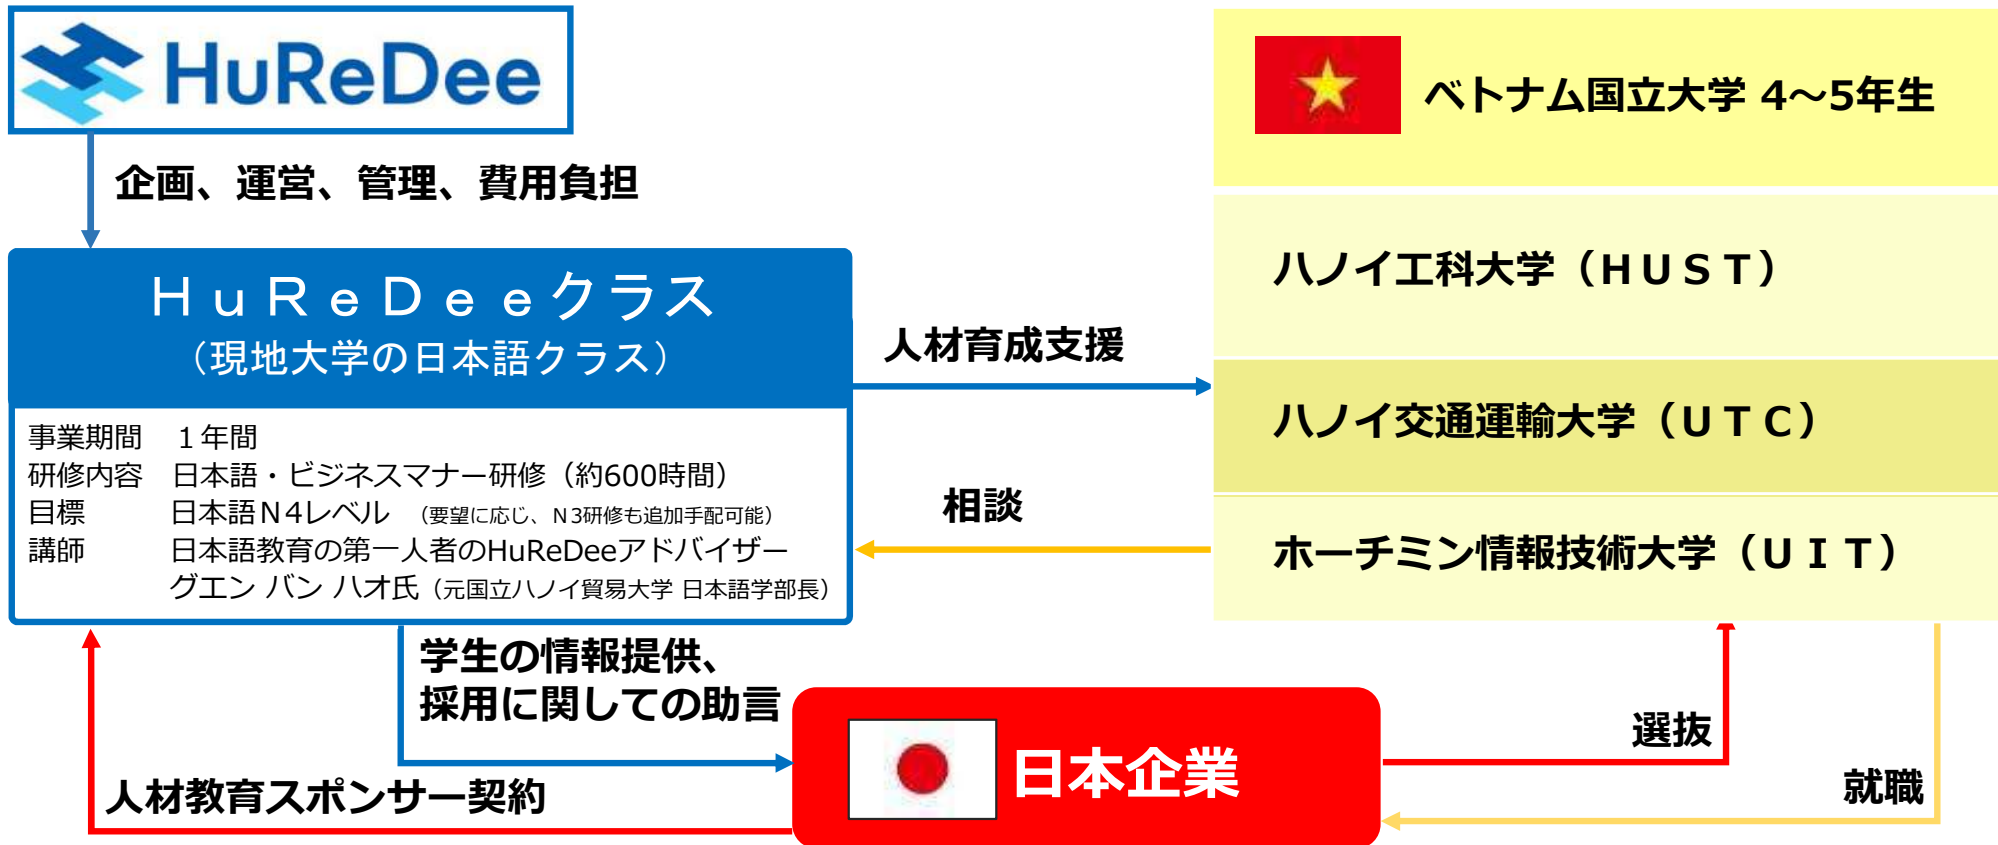 HuReDee
企画、運営、管理、費用負担
ＨｕＲｅＤｅｅクラス
（現地大学の日本語クラス）
事業期間　１年間
研修内容　日本語・ビジネスマナー研修（約600時間）
目標　日本語Ｎ4レベル　（要望に応じ、Ｎ3研修も追加手配可能）
講師　日本語教育の第一人者のHuReDeeアドバイザー
グエン バン ハオ氏（元国立ハノイ貿易大学 日本語学部長）
人材育成支援
相談
ベトナム国立大学 4～5年生
ハノイ工科大学（ＨＵＳＴ）
ハノイ交通運輸大学（ＵＴＣ）
ホーチミン情報技術大学（ＵＩＴ）
学生の情報提供、
採用に関しての助言
人材教育スポンサー契約
日本企業
選抜
就職